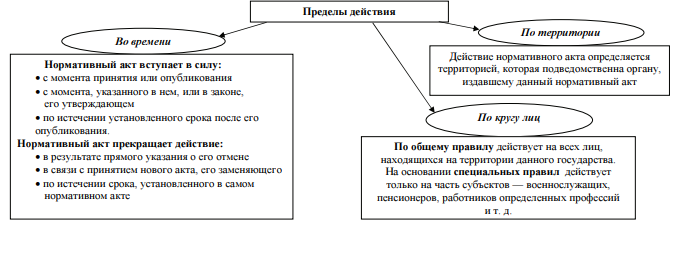 Пределы действия
Во времени
Нормативный акт вступает в силу:
• с момента принятия или опубликования
• с момента, указанного в нем, или в законе,
его утверждающем
• по истечении установленного срока после его
опубликования.
Нормативный акт прекращает действие:
• в результате прямого указания о его отмене
• в связи с принятием нового акта, его заменяющего
• по истечении срока, установленного в самом
нормативном акте
По территории
Действие нормативного акта определяется
территорией, которая подведомственна органу,
издавшему данный нормативный акт
По кругу лиц
По общему правилу действует на всех лиц,
находящихся на территории данного государства.
На основании специальных правил действует
только на часть субъектов — военнослужащих,
пенсионеров, работников определенных профессий
и т. д.